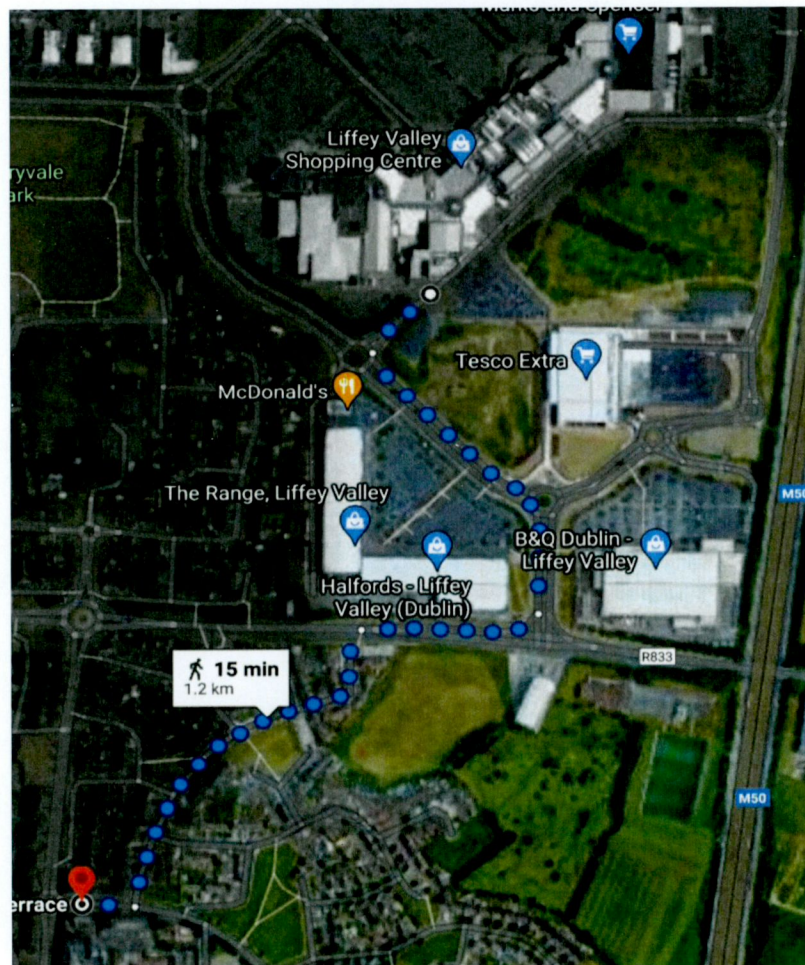 Marks and Spencer
Liffey Valley
Shopping Centre
ryvale
ark
Tesco Extra
McDonald's
M50
The Range, Liffey Valley
B&Q Dublin -
Liffey Valley
Halfords - Liffey
Valley (Dublin)
R833
15 min
1.2 km
M50
errace